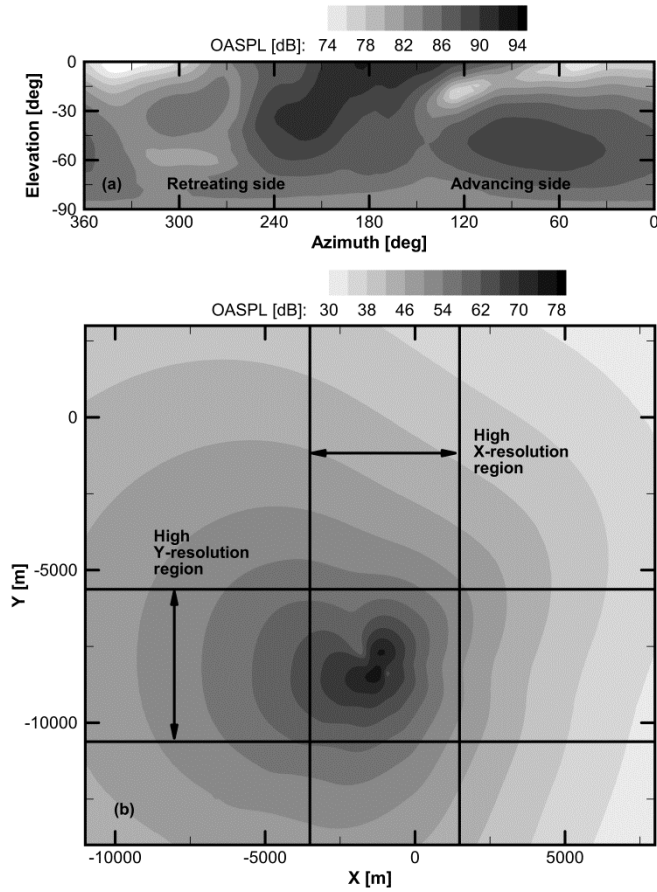 OASPL [dB]: 74 78 82 86 90 94
Elevation [deg]
0
-30
-60
-90
(a)
Retreating side
Advancing side
360 300 240 180 120 60 0
Azimuth [deg]
OASPL [dB]: 30 38 46 54 62 70 78
Y [m]
0
-5000
-10000
High
X-resolution
region
High
Y-resolution
region
(b)
-10000 -5000 0 5000
X [m]